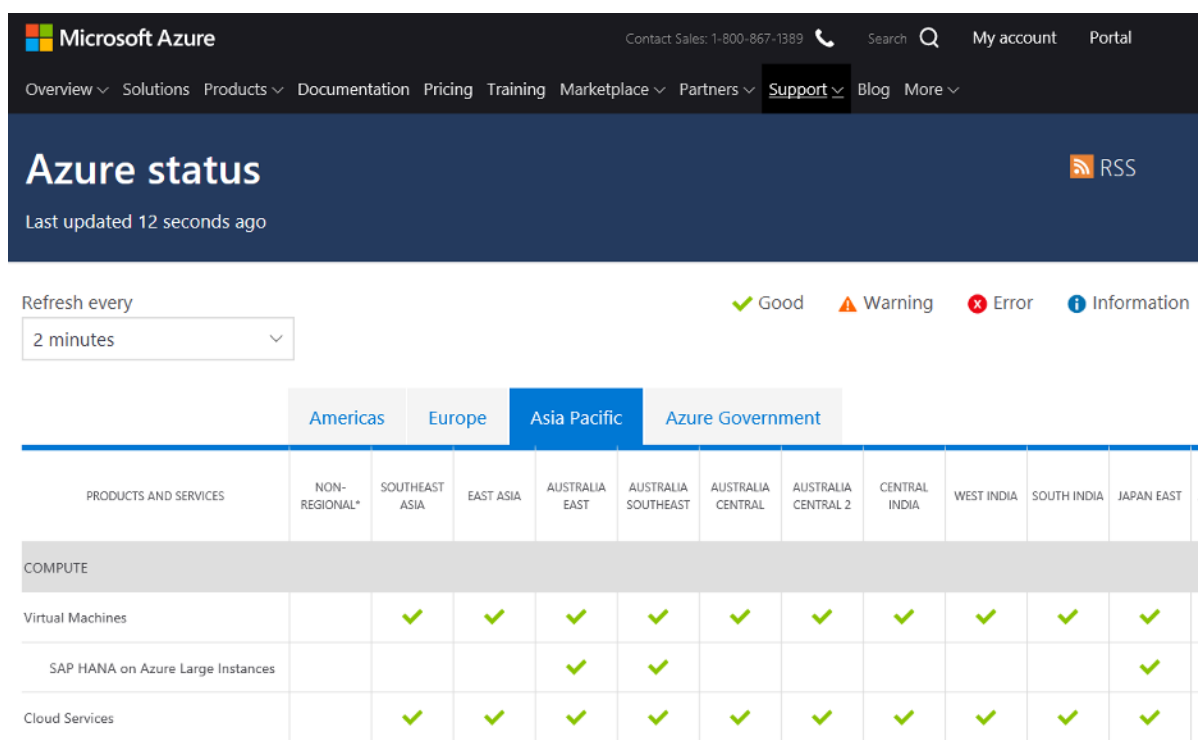 Microsoft Azure Contact Sales: 1-800-867-1389 Search My account Portal
Overview Solutions Products Documentation Pricing Training Marketplace Partners Support Blog More
Azure status
RSS
Last updated 12 seconds ago
Refresh every
Good Warning Error Information
2 minutes
Americas Europe Asia Pacific Azure Government
PRODUCTS AND SERVICES NON-REGIONAL* SOUTHEAST ASIA EAST ASIA AUSTRALIA EAST AUSTRALIA SOUTHEAST AUSTRALIA CENTRAL AUSTRALIA CENTRAL 2 CENTRAL INDIA WEST INDIA SOUTH INDIA JAPAN EAST
COMPUTE
Virtual Machines
SAP HANA on Azure Large Instances
Cloud Services